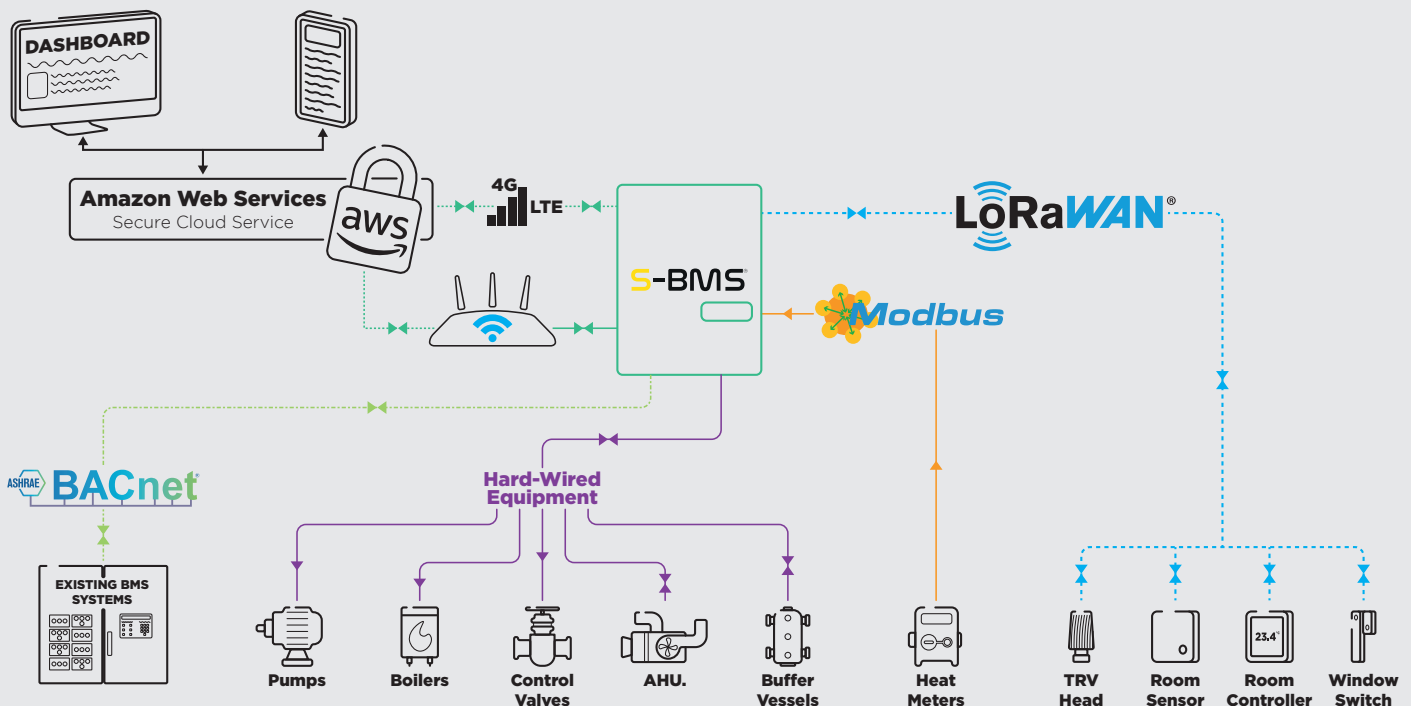 DASHBOARD
Amazon Web Services
Secure Cloud Service
aws
4G
LTE
S-BMS®
LoRaWAN®
Modbus
ASHRAE BACnet®
Hard-Wired
Equipment
EXISTING BMS
SYSTEMS
Pumps
Boilers
Control
Valves
AHU.
Buffer
Vessels
Heat
Meters
TRV
Head
Room
Sensor
23.4°C
Room
Controller
Window
Switch